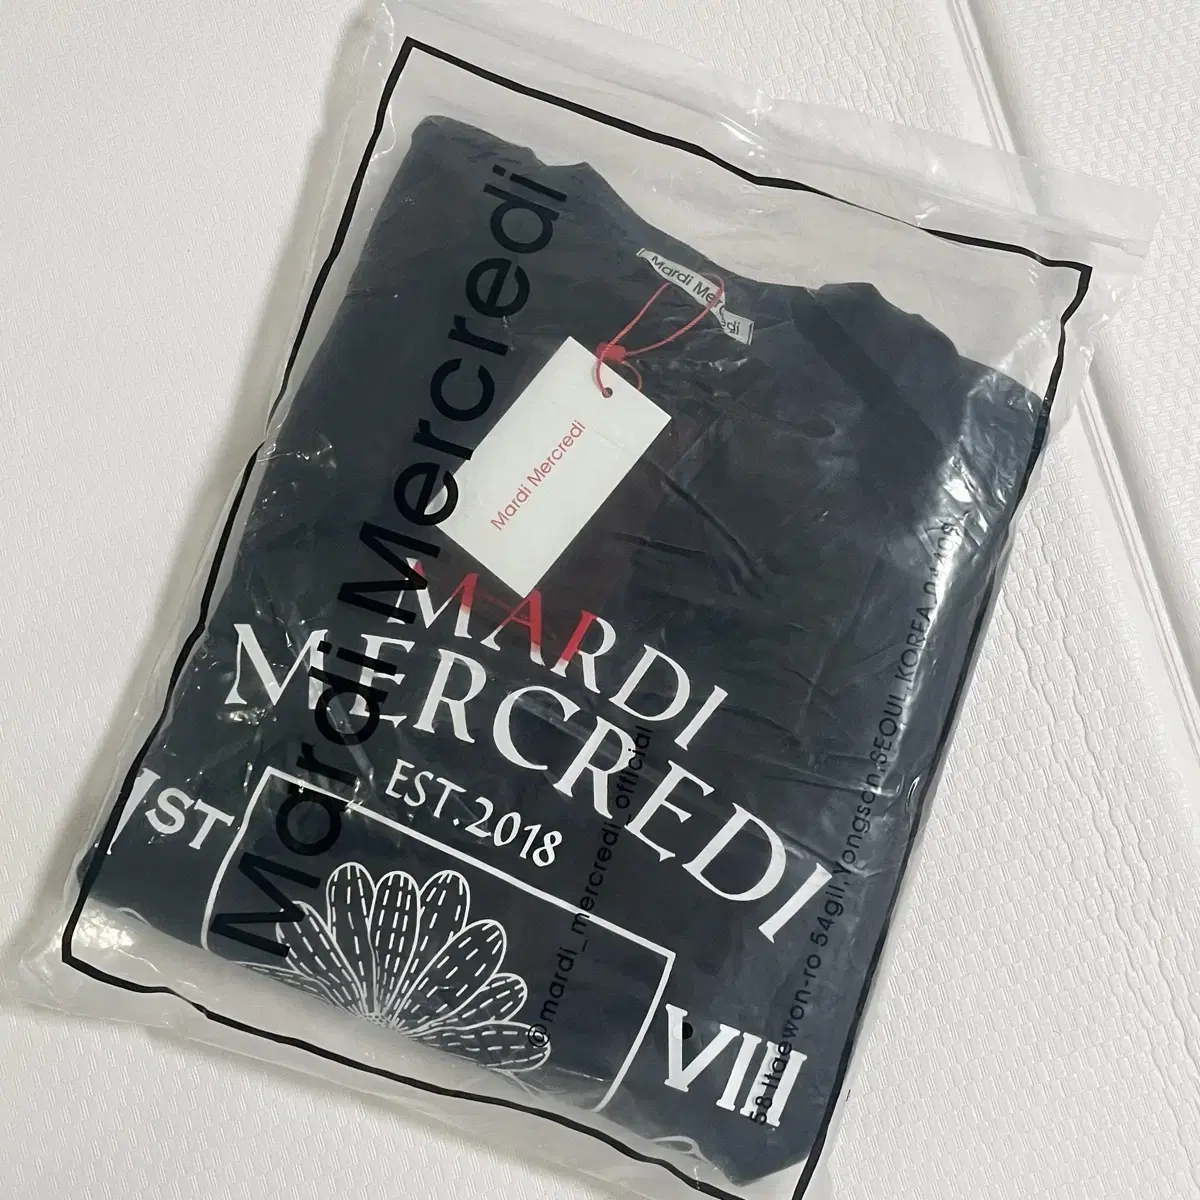 Mardi Mercredi
Mardi Mercredi
Mardi Mercredi
MARDI
MERCREDI
EST.2018
1ST
VIII
@mardi_mercredi_official
58 Itaewon-ro 54gil, Yongsan, SEOUL, KOREA